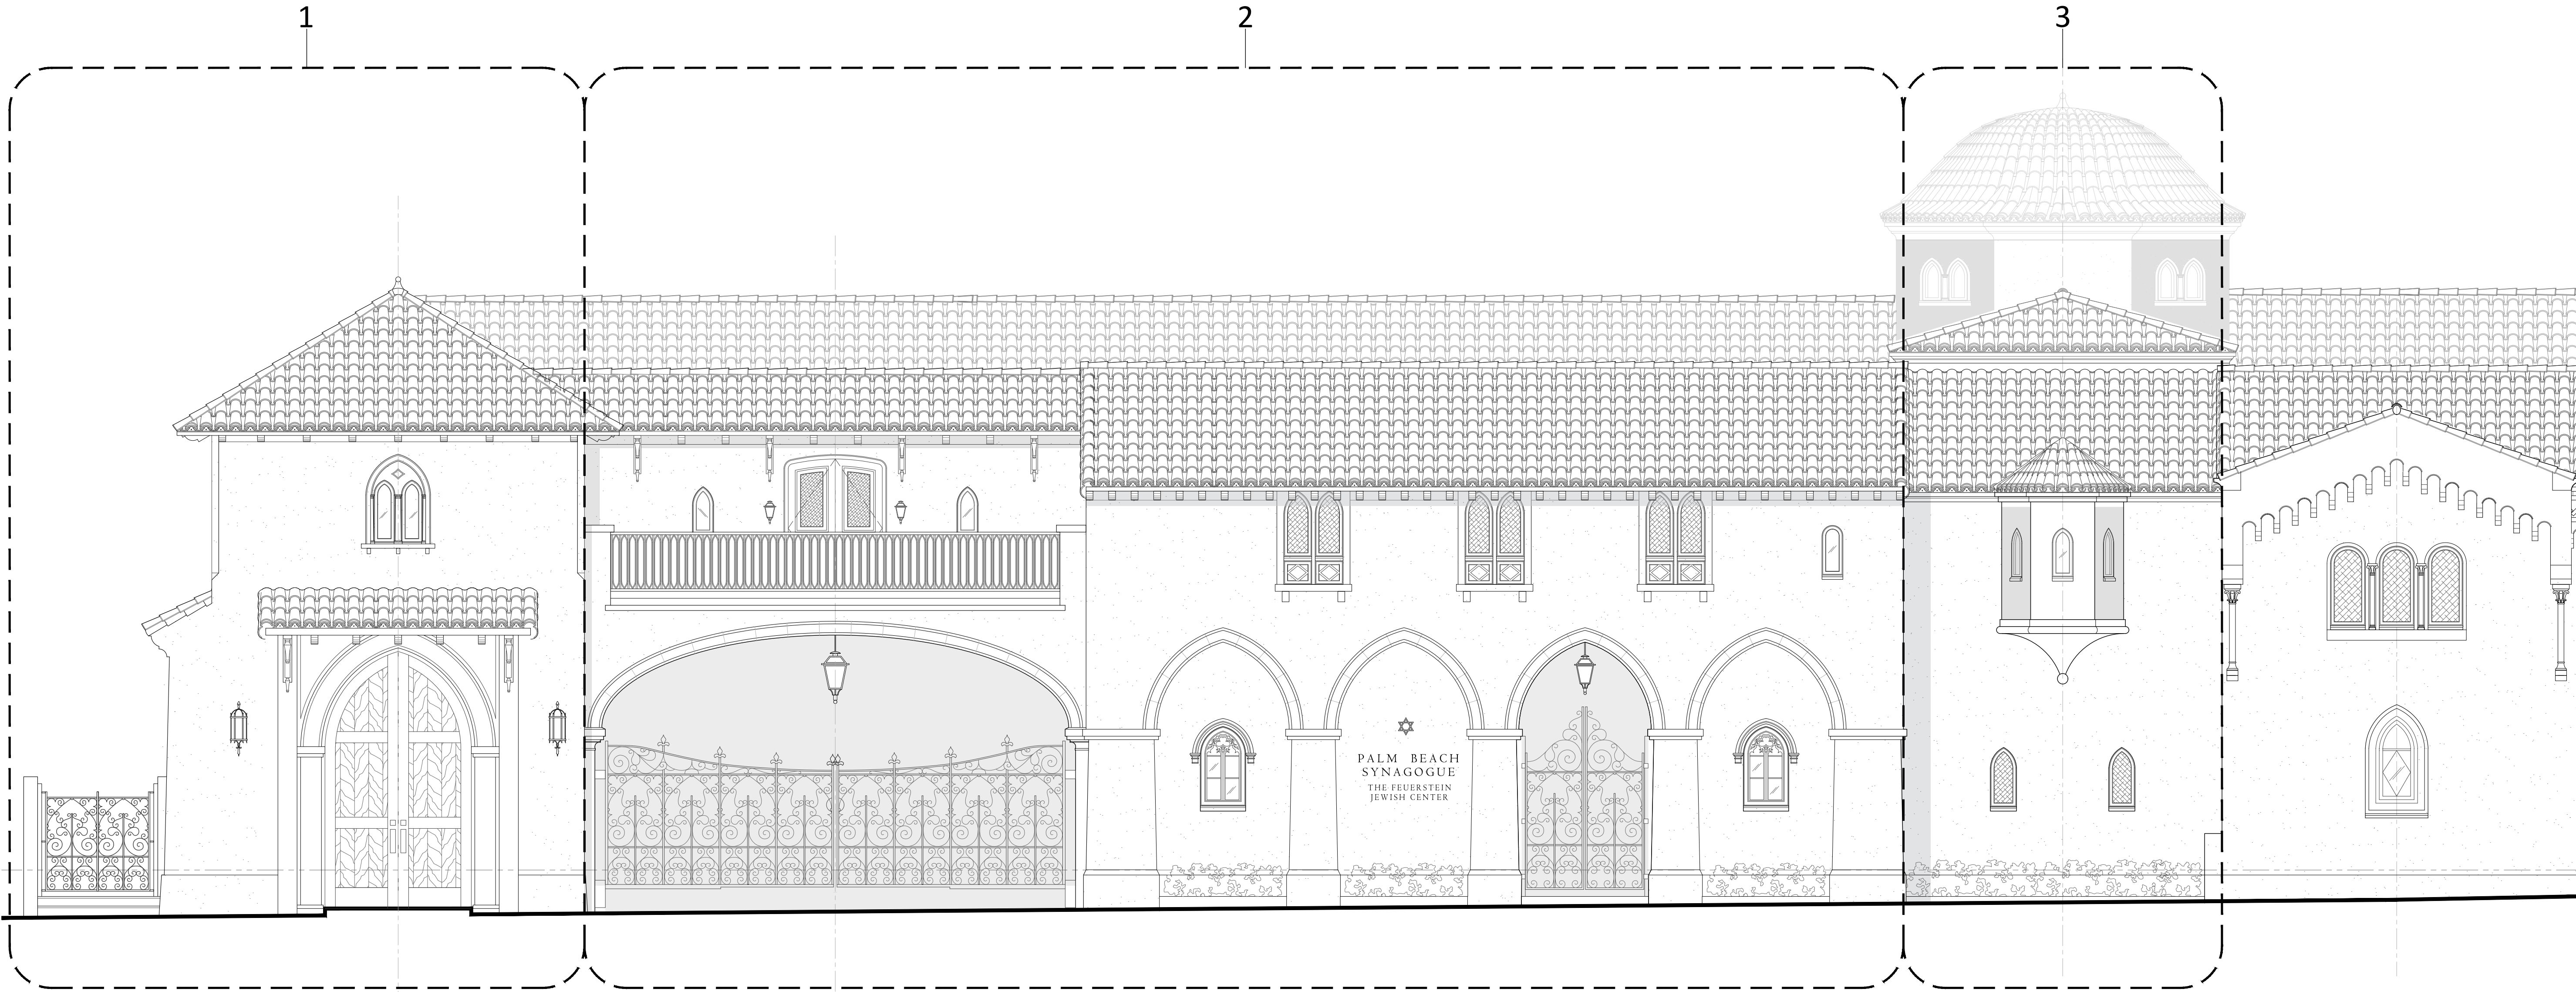 1
2
3
PALM BEACH
SYNAGOGUE
THE FEUERSTEIN
JEWISH CENTER